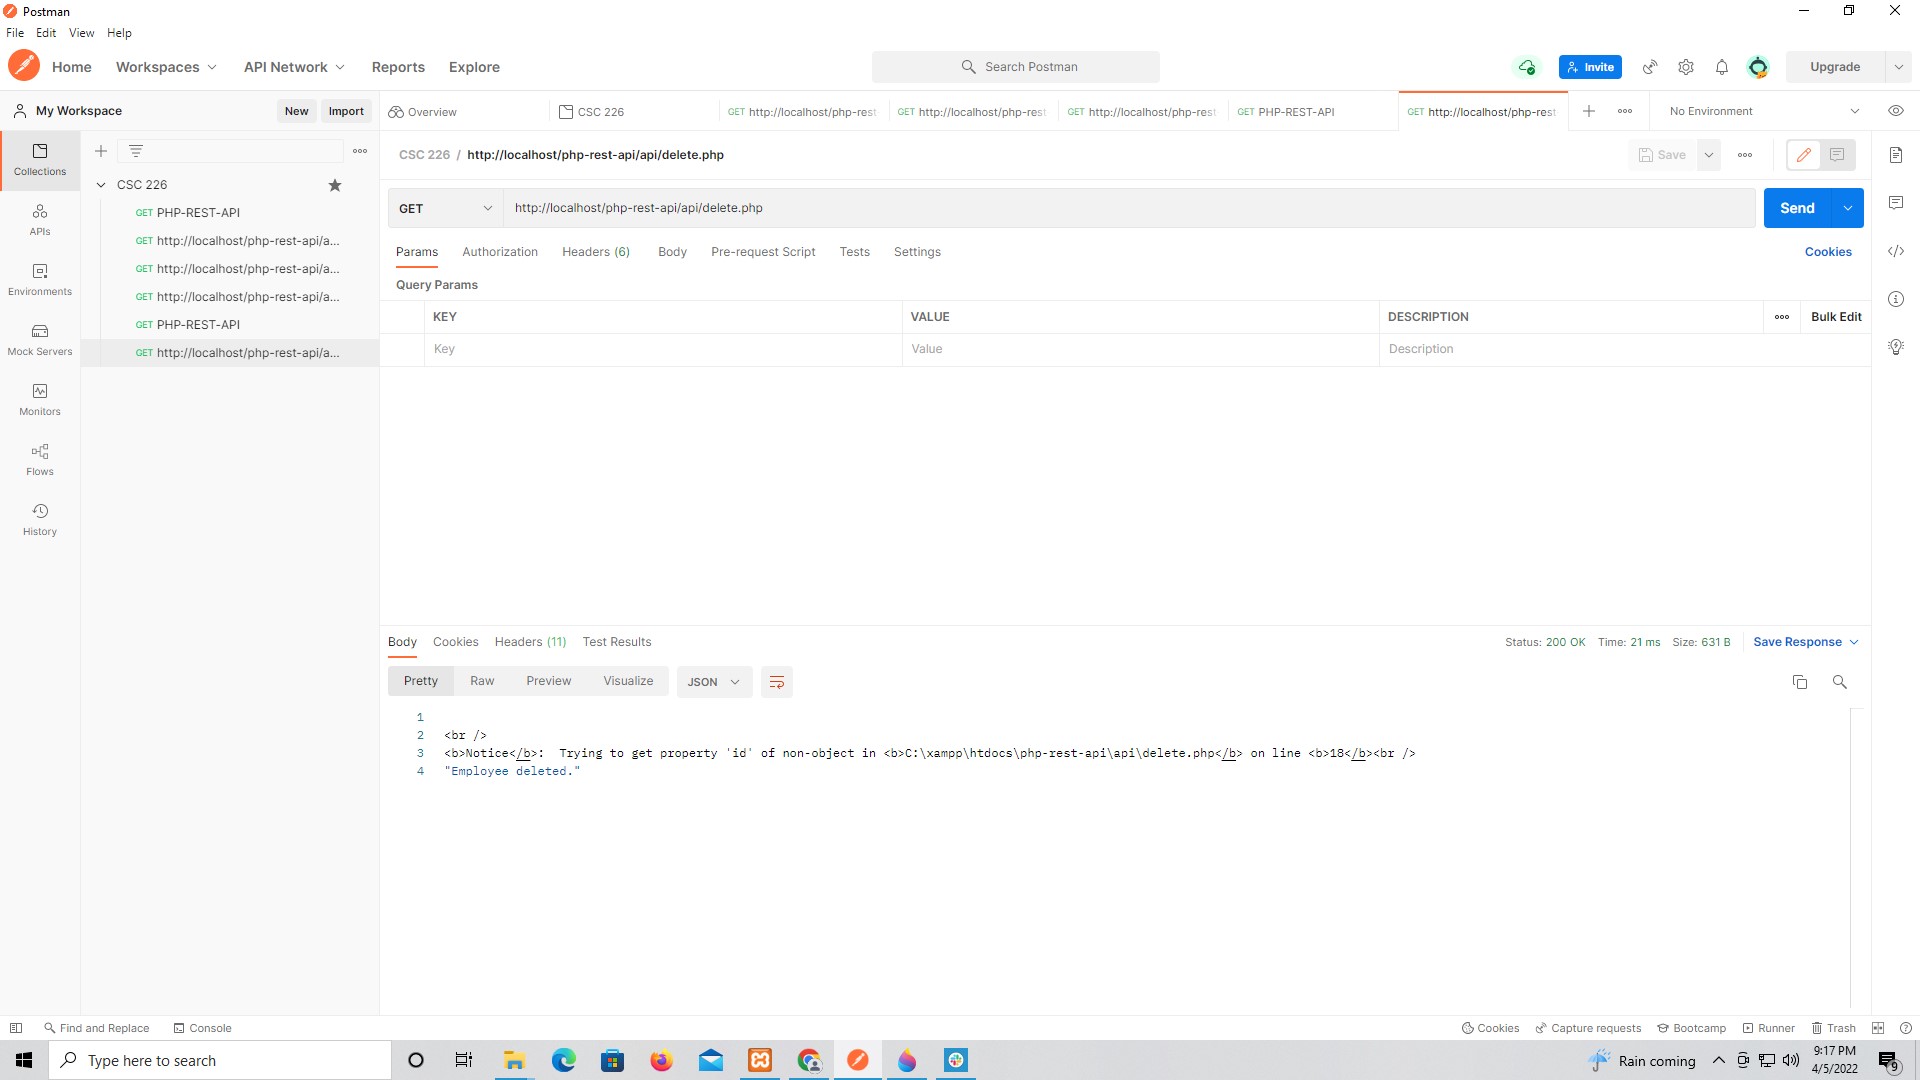 Postman
File Edit View Help
Home Workspaces API Network Reports Explore Search Postman Invite Upgrade
My Workspace New Import Overview CSC 226 GET http://localhost/php-rest GET http://localhost/php-rest GET http://localhost/php-rest GET PHP-REST-API GET http://localhost/php-rest No Environment
Collections
APIs
Environments
Mock Servers
Monitors
Flows
History
CSC 226
GET PHP-REST-API
GET http://localhost/php-rest-api/a...
GET http://localhost/php-rest-api/a...
GET http://localhost/php-rest-api/a...
GET PHP-REST-API
GET http://localhost/php-rest-api/a...
CSC 226 / http://localhost/php-rest-api/api/delete.php Save
GET http://localhost/php-rest-api/api/delete.php Send
Params Authorization Headers (6) Body Pre-request Script Tests Settings Cookies
Query Params
KEY VALUE DESCRIPTION Bulk Edit
Key Value Description
Body Cookies Headers (11) Test Results Status: 200 OK Time: 21 ms Size: 631 B Save Response
Pretty Raw Preview Visualize JSON
1
2 <br />
3 <b>Notice</b>: Trying to get property 'id' of non-object in <b>C:\xampp\htdocs\php-rest-api\api\delete.php</b> on line <b>18</b><br />
4 "Employee deleted."
Find and Replace Console Cookies Capture requests Bootcamp Runner Trash
Type here to search Rain coming 9:17 PM
4/5/2022 9